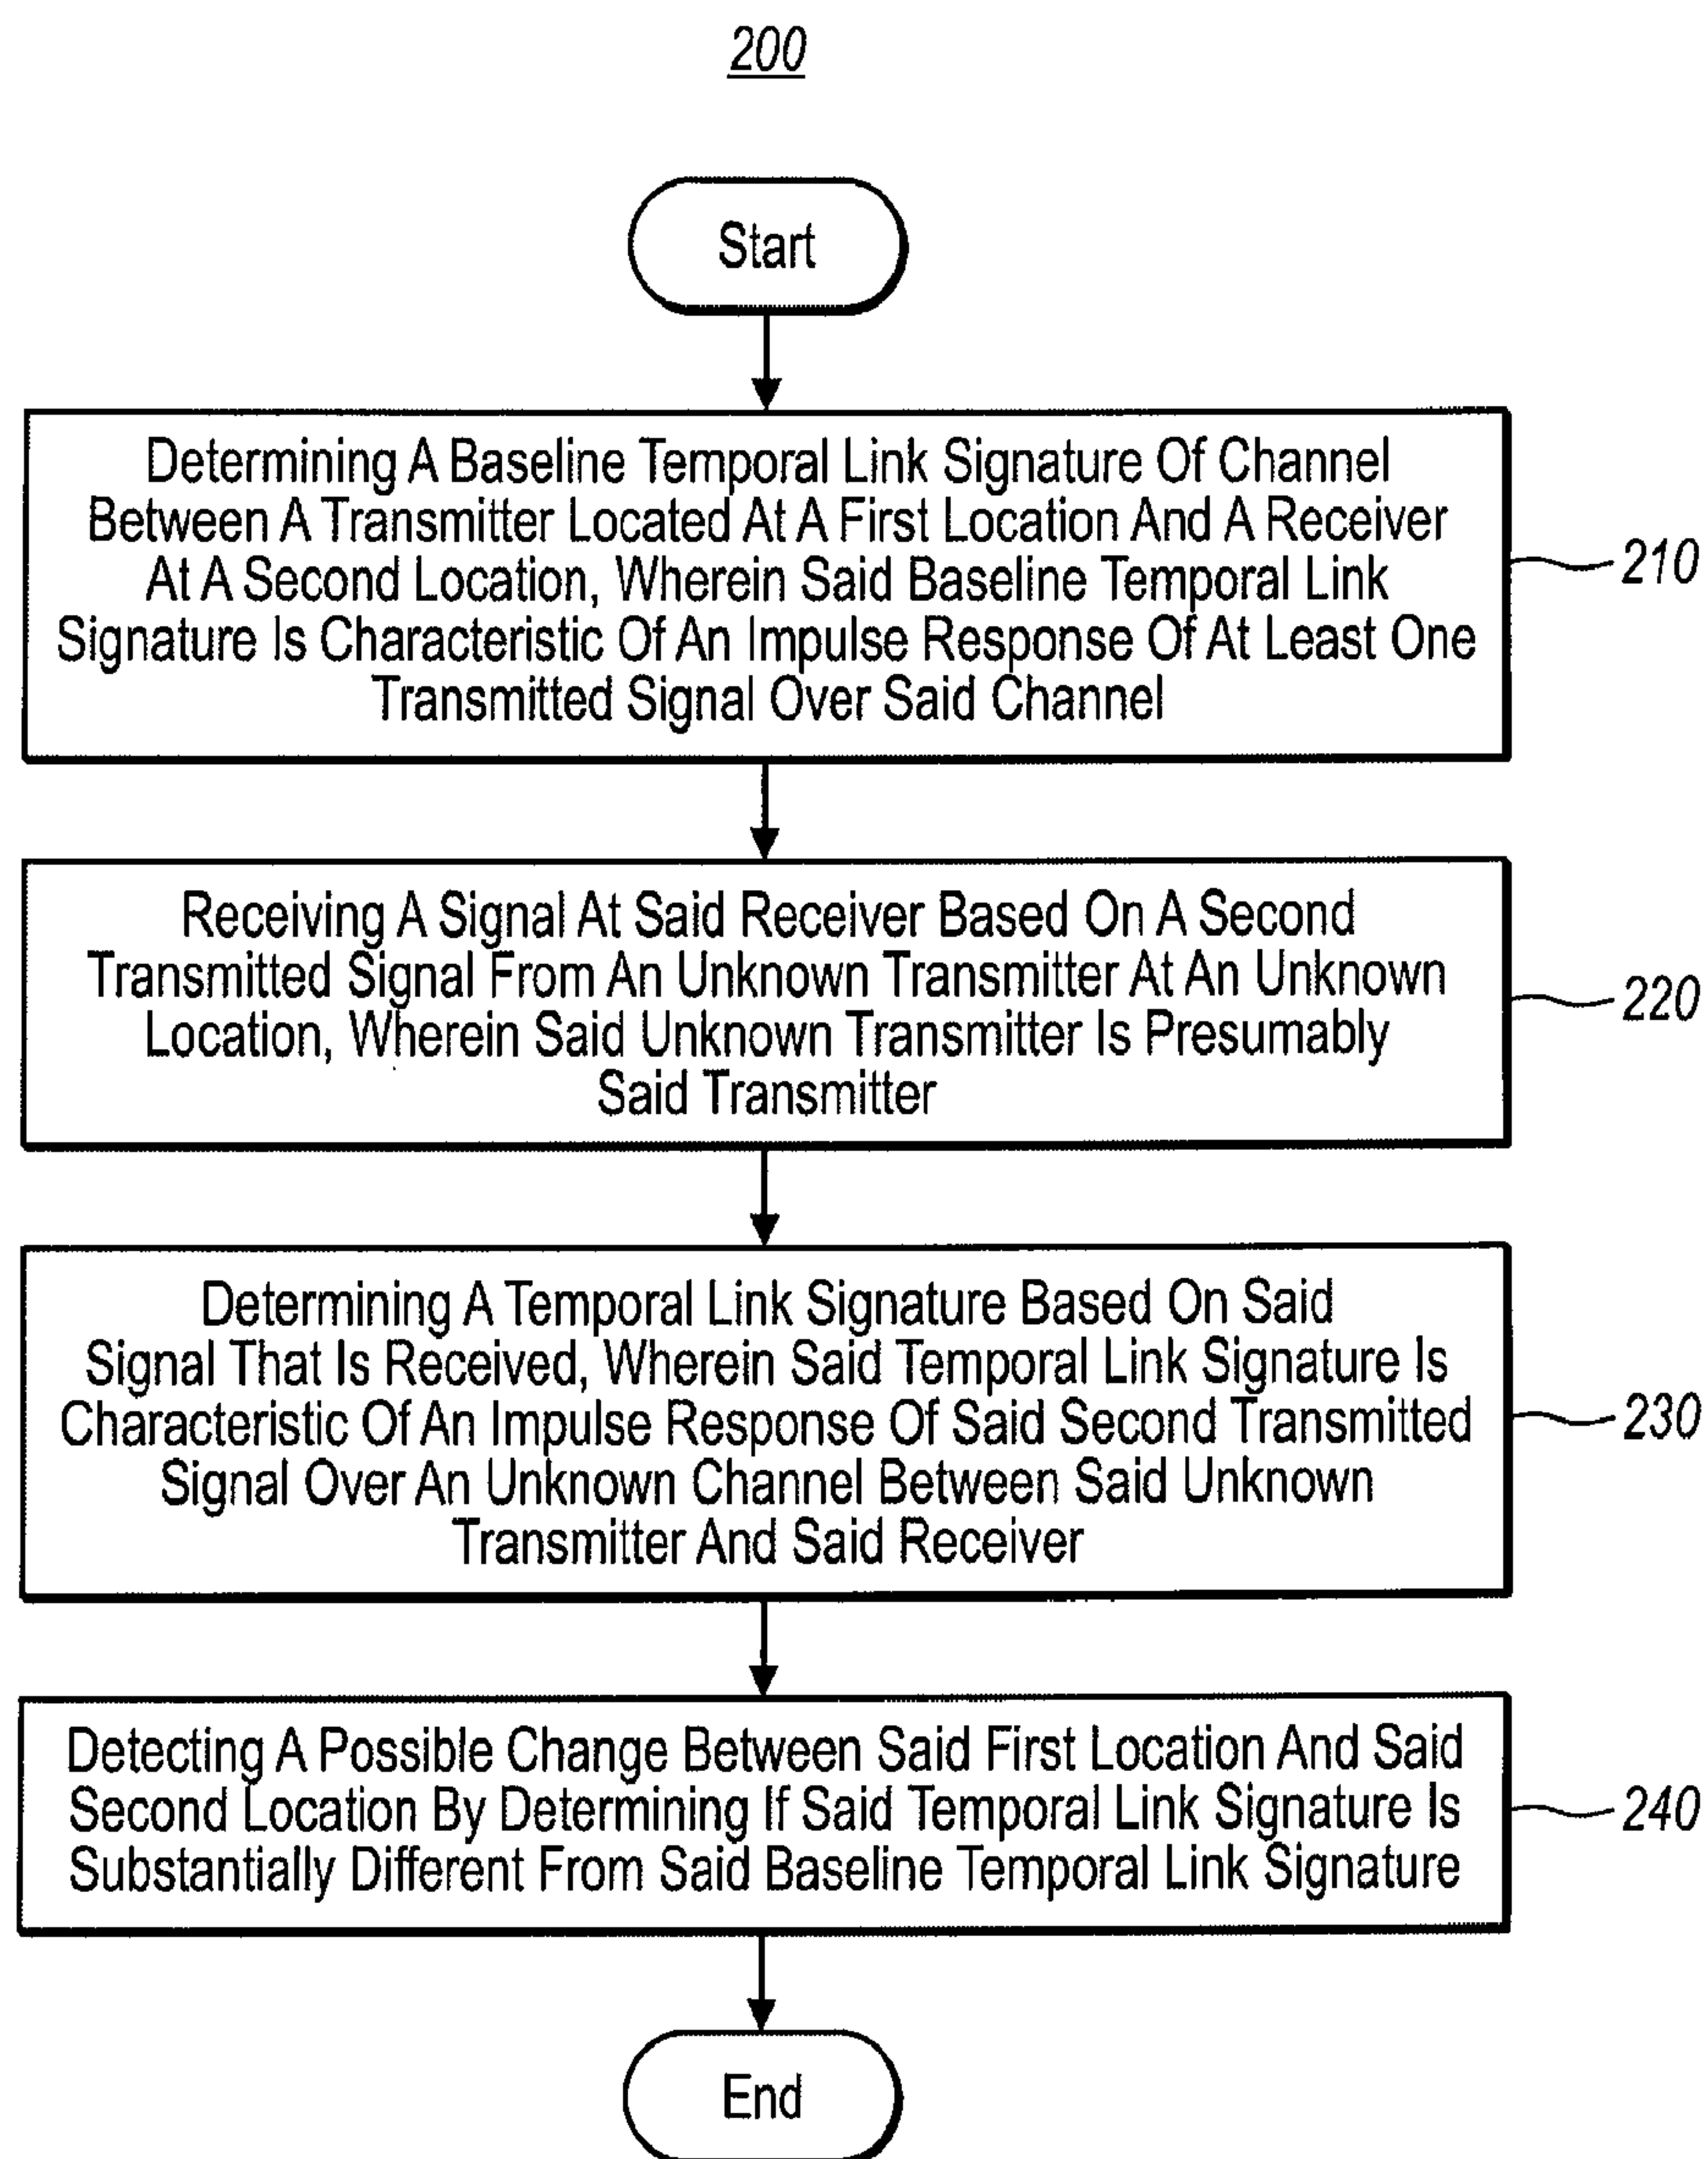 200
Start
Determining A Baseline Temporal Link Signature Of Channel
Between A Transmitter Located At A First Location And A Receiver
At A Second Location, Wherein Said Baseline Temporal Link
Signature Is Characteristic Of An Impulse Response Of At Least One
Transmitted Signal Over Said Channel
210
Receiving A Signal At Said Receiver Based On A Second
Transmitted Signal From An Unknown Transmitter At An Unknown
Location, Wherein Said Unknown Transmitter Is Presumably
Said Transmitter
220
Determining A Temporal Link Signature Based On Said
Signal That Is Received, Wherein Said Temporal Link Signature Is
Characteristic Of An Impulse Response Of Said Second Transmitted
Signal Over An Unknown Channel Between Said Unknown
Transmitter And Said Receiver
230
Detecting A Possible Change Between Said First Location And Said
Second Location By Determining If Said Temporal Link Signature Is
Substantially Different From Said Baseline Temporal Link Signature
240
End